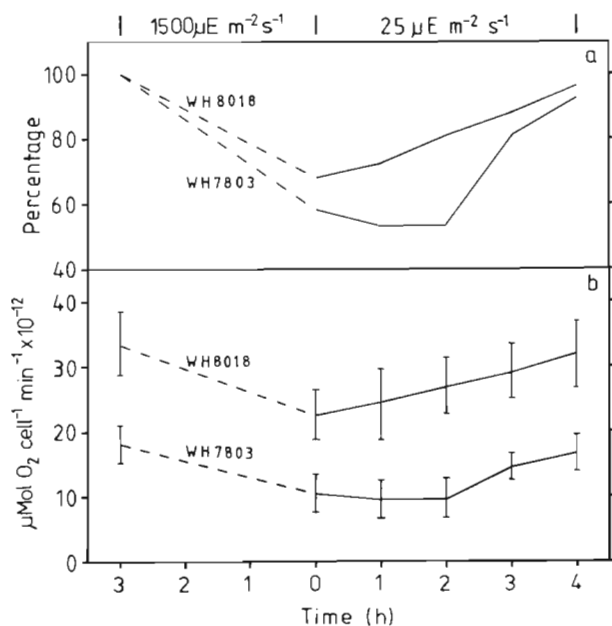 1500µE m⁻² s⁻¹ 25 µE m⁻² s⁻¹
a
100
80
60
40
Percentage
WH8018
WH7803
b
40
30
20
10
0
µMol O₂ cell⁻¹ min⁻¹ x10⁻¹²
WH8018
WH7803
3 2 1 0 1 2 3 4
Time (h)